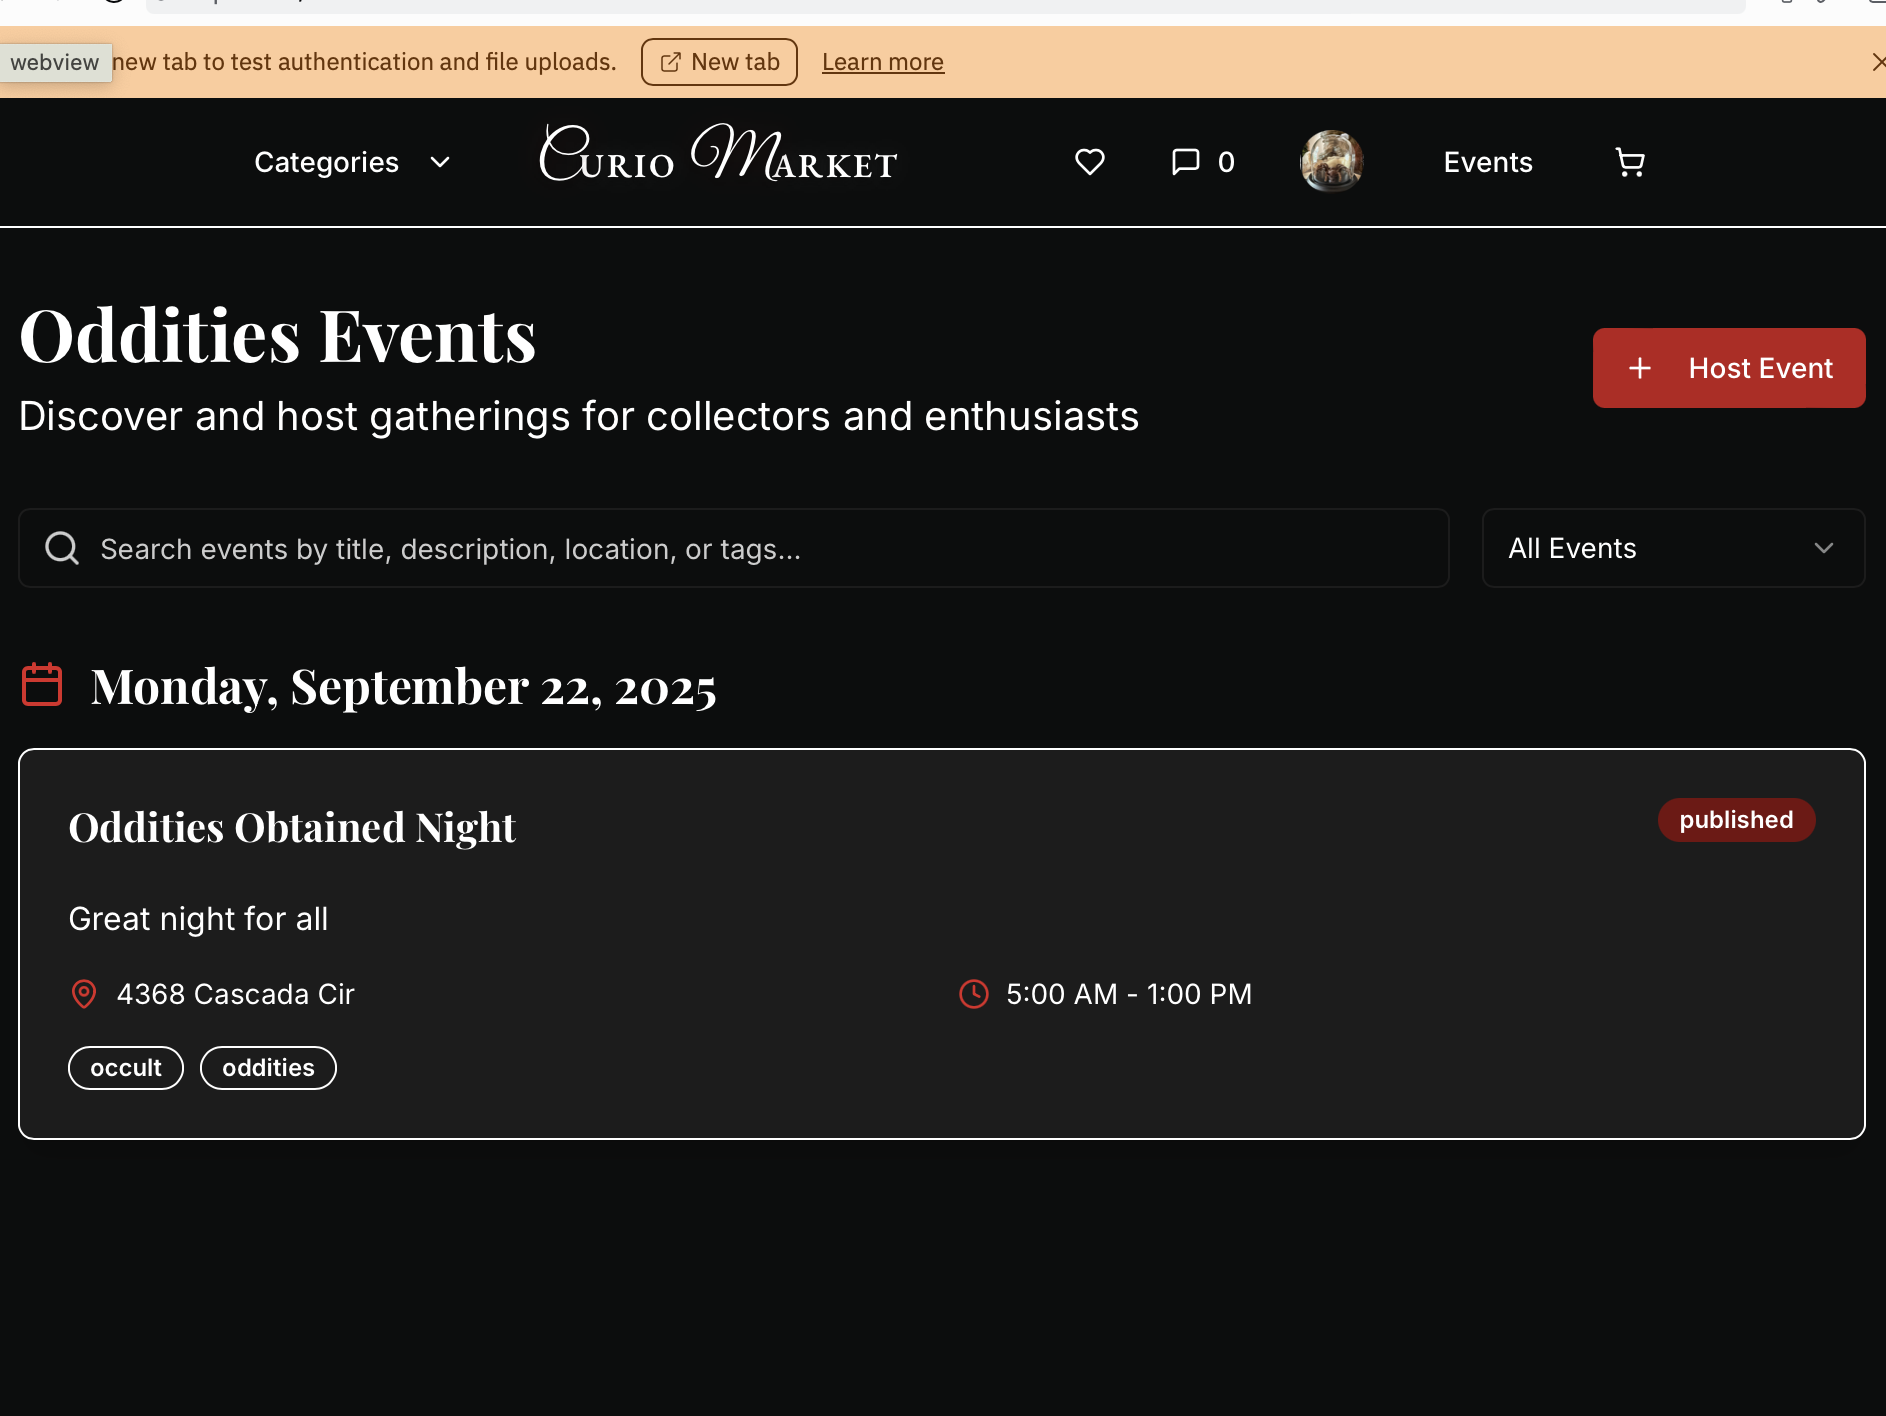 webview new tab to test authentication and file uploads. New tab Learn more
Categories CURIO MARKET 0 Events
Oddities Events
Host Event
Discover and host gatherings for collectors and enthusiasts
Search events by title, description, location, or tags...
All Events
Monday, September 22, 2025
Oddities Obtained Night
published
Great night for all
4368 Cascada Cir
5:00 AM - 1:00 PM
occult oddities